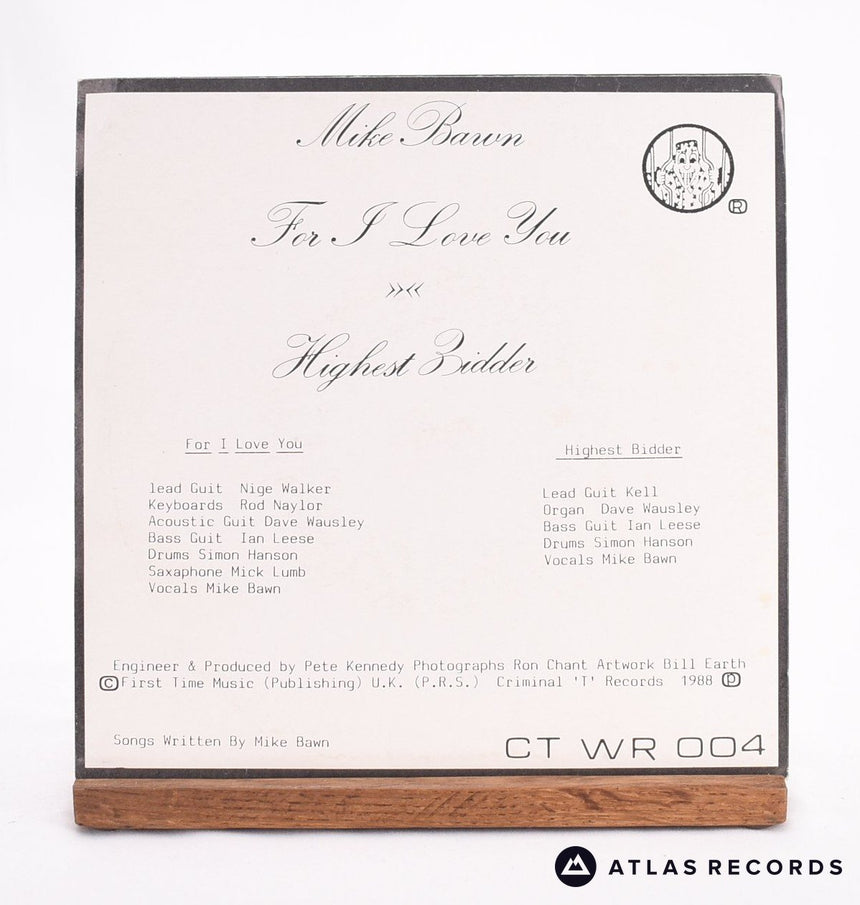 Mike Bawn
For I Love You
»«
Highest Bidder
®
For I Love You
lead Guit Nige Walker
Keyboards Rod Naylor
Acoustic Guit Dave Wausley
Bass Guit Ian Leese
Drums Simon Hanson
Saxaphone Mick Lumb
Vocals Mike Bawn
Highest Bidder
Lead Guit Kell
Organ Dave Wausley
Bass Guit Ian Leese
Drums Simon Hanson
Vocals Mike Bawn
Engineer & Produced by Pete Kennedy Photographs Ron Chant Artwork Bill Earth
©First Time Music (Publishing) U.K. (P.R.S.) Criminal 'T' Records 1988 ℗
Songs Written By Mike Bawn
CT WR 004
ATLAS RECORDS